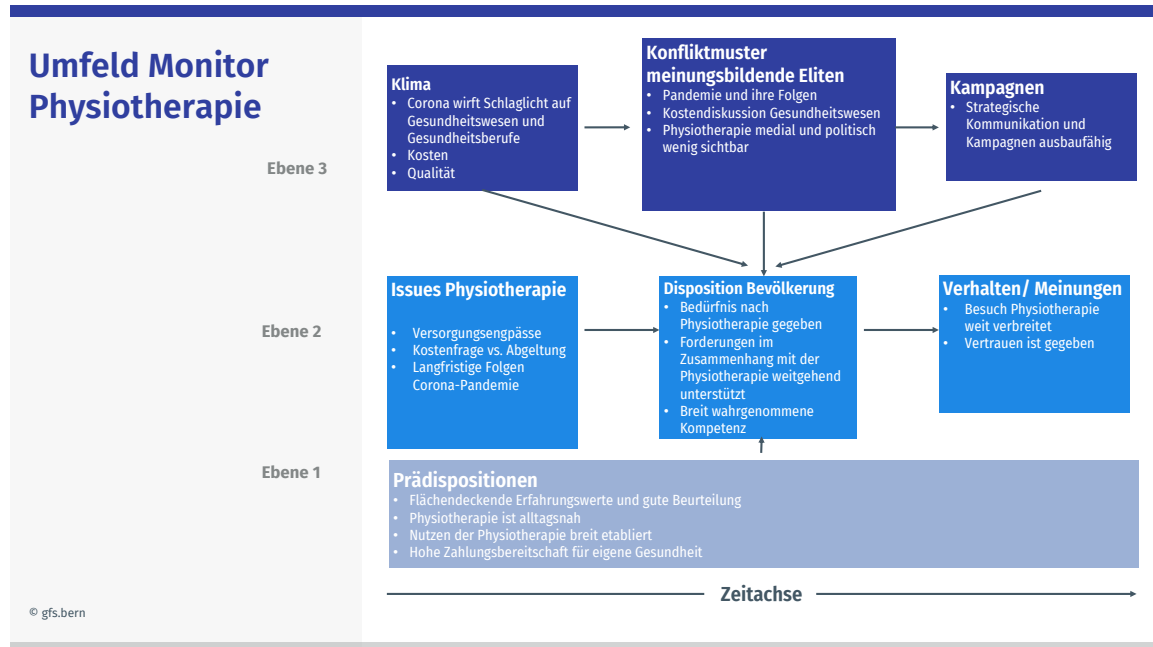 Umfeld Monitor
Physiotherapie
Ebene 3
Klima
• Corona wirft Schlaglicht auf
Gesundheitswesen und
Gesundheitsberufe
• Kosten
• Qualität
Konfliktmuster
meinungsbildende Eliten
• Pandemie und ihre Folgen
• Kostendiskussion Gesundheitswesen
• Physiotherapie medial und politisch
wenig sichtbar
Kampagnen
• Strategische
Kommunikation und
Kampagnen ausbaufähig
Ebene 2
Issues Physiotherapie
• Versorgungsengpässe
• Kostenfrage vs. Abgeltung
• Langfristige Folgen
Corona-Pandemie
Disposition Bevölkerung
• Bedürfnis nach
Physiotherapie gegeben
• Forderungen im
Zusammenhang mit der
Physiotherapie weitgehend
unterstützt
• Breit wahrgenommene
Kompetenz
Verhalten/ Meinungen
• Besuch Physiotherapie
weit verbreitet
• Vertrauen ist gegeben
Ebene 1
Prädispositionen
• Flächendeckende Erfahrungswerte und gute Beurteilung
• Physiotherapie ist alltagsnah
• Nutzen der Physiotherapie breit etabliert
• Hohe Zahlungsbereitschaft für eigene Gesundheit
Zeitachse
© gfs.bern